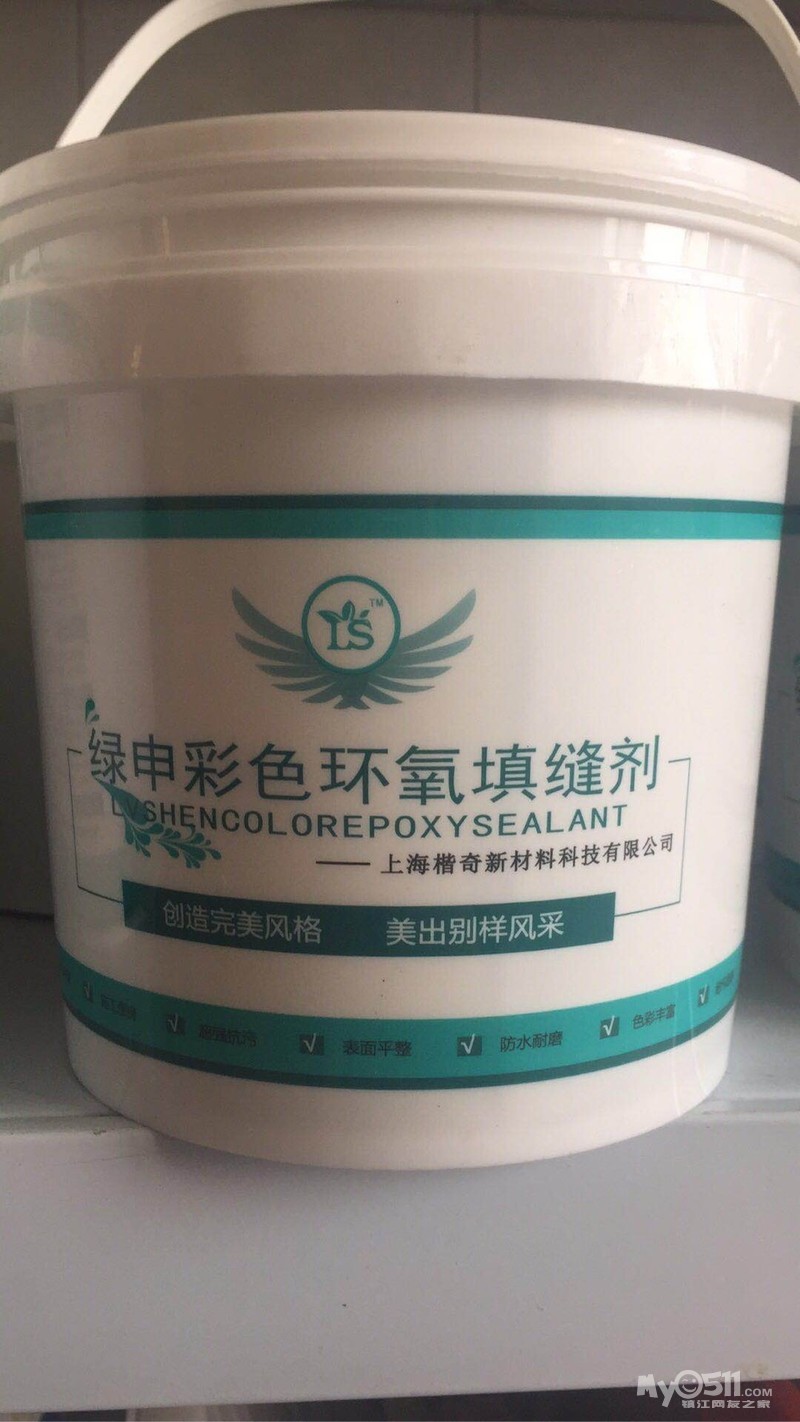 LS TM
绿申彩色环氧填缝剂
LVSHENCOLOREPOXYSEALANT
—— 上海楷奇新材料科技有限公司
创造完美风格 美出别样风采
√ √ 超强抗污 √ 表面平整 √ 防水耐磨 √ 色彩丰富 √
MyO511.COM
镇江网友之家